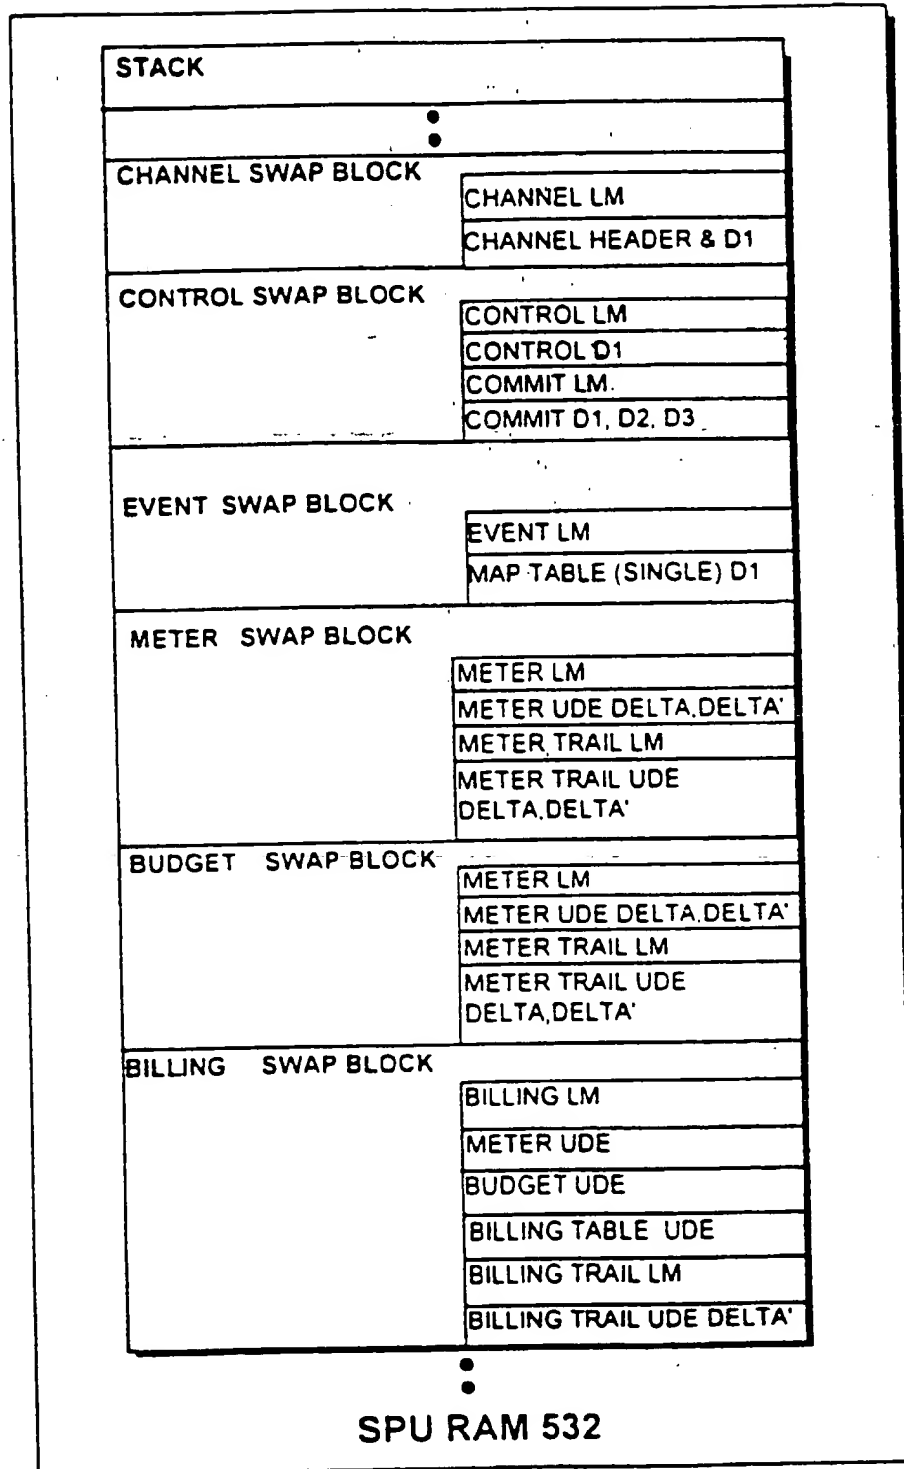 STACK
CHANNEL SWAP BLOCK
CHANNEL LM
CHANNEL HEADER & D1
CONTROL SWAP BLOCK
CONTROL LM
CONTROL D1
COMMIT LM
COMMIT D1, D2, D3
EVENT SWAP BLOCK
EVENT LM
MAP TABLE (SINGLE) D1
METER SWAP BLOCK
METER LM
METER UDE DELTA,DELTA'
METER TRAIL LM
METER TRAIL UDE
DELTA,DELTA'
BUDGET SWAP BLOCK
METER LM
METER UDE DELTA,DELTA'
METER TRAIL LM
METER TRAIL UDE
DELTA,DELTA'
BILLING SWAP BLOCK
BILLING LM
METER UDE
BUDGET UDE
BILLING TABLE UDE
BILLING TRAIL LM
BILLING TRAIL UDE DELTA'
SPU RAM 532